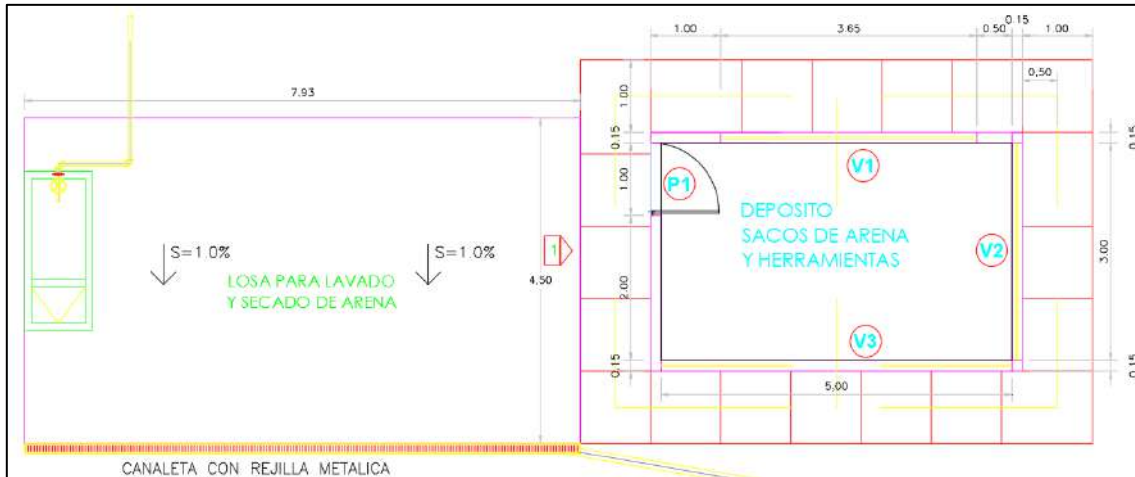 0.15
1.00 3.65 0.50 1.00
0,50
7.93
1.00
0.15 0.15
V1
P1
1.00
DEPOSITO
SACOS DE ARENA
Y HERRAMIENTAS
V2
1
S=1.0% S=1.0%
LOSA PARA LAVADO
Y SECADO DE ARENA
4,50
2.00
3.00
V3
0.15 0.15
5,00
CANALETA CON REJILLA METALICA